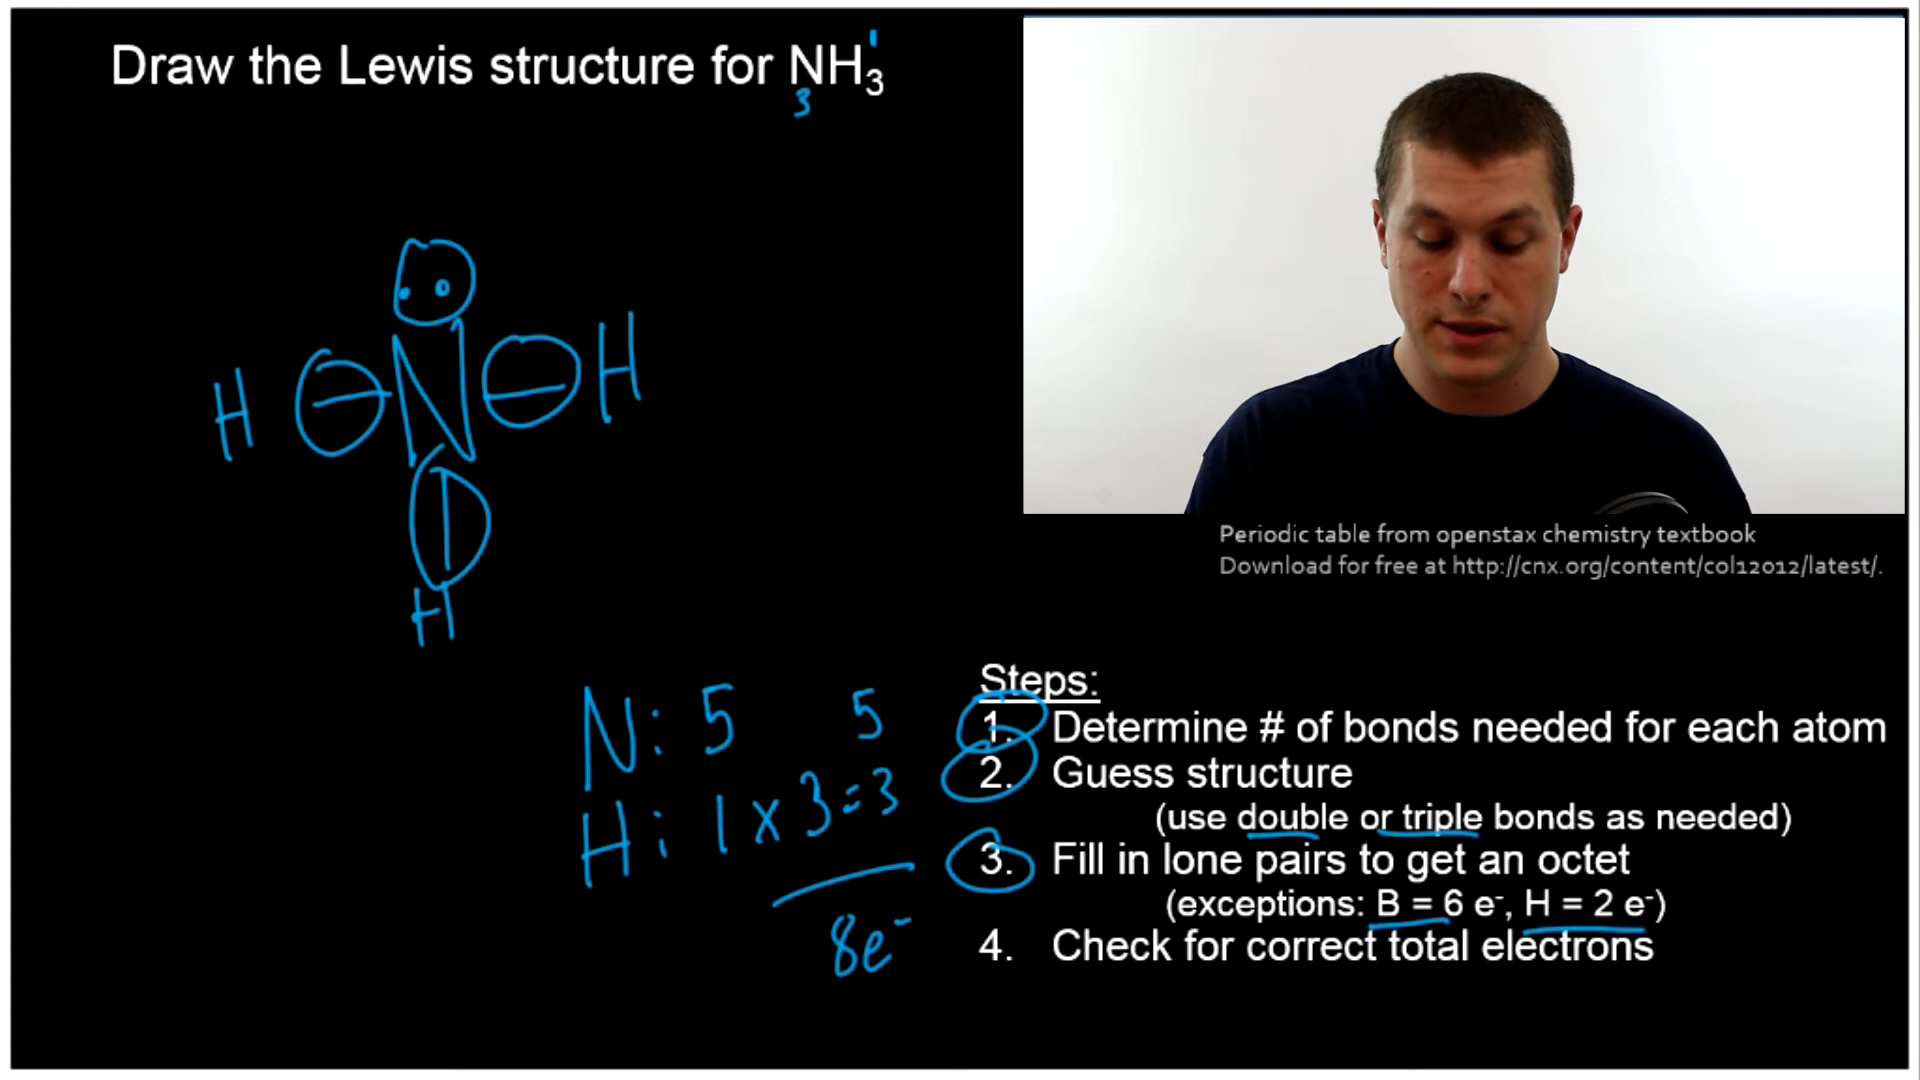 Draw the Lewis structure for NH₃
1
3
H N H
H
N: 5 5
H: 1 x 3 = 3
8e⁻
Periodic table from openstax chemistry textbook
Download for free at http://cnx.org/content/col12012/latest/.
Steps:
1. Determine # of bonds needed for each atom
2. Guess structure
(use double or triple bonds as needed)
3. Fill in lone pairs to get an octet
(exceptions: B = 6 e⁻, H = 2 e⁻)
4. Check for correct total electrons